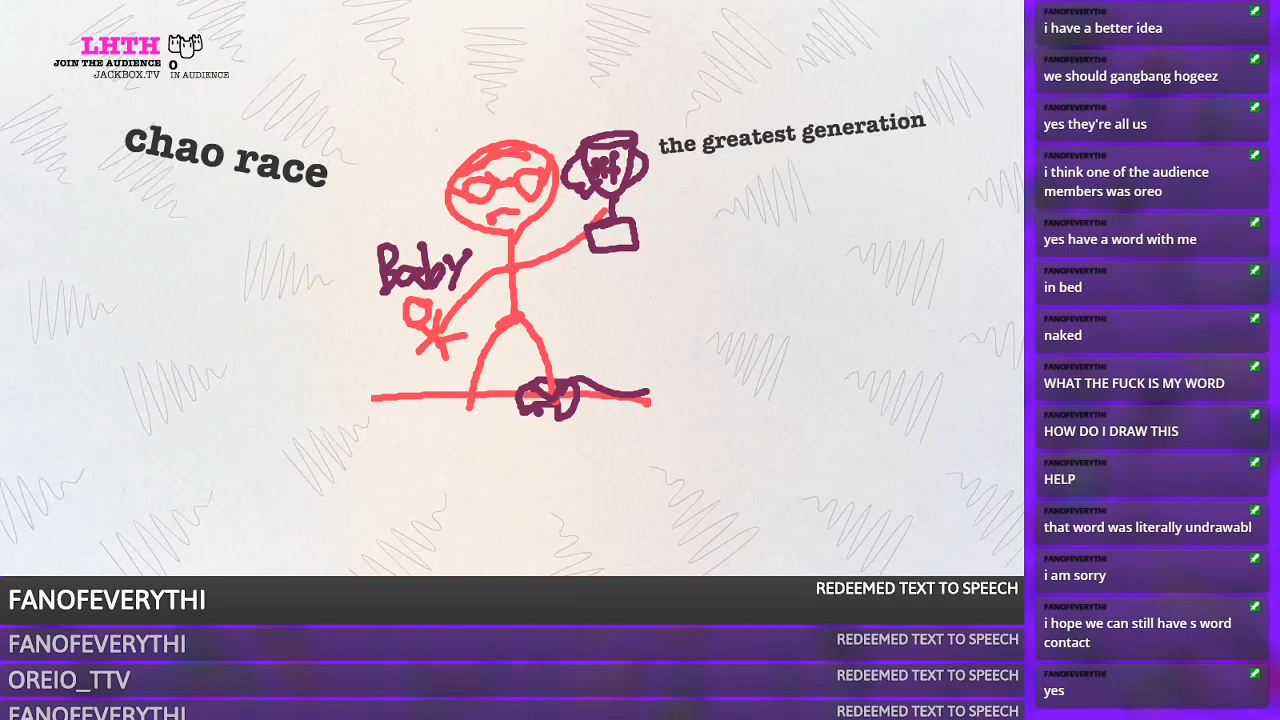 LHTH
JOIN THE AUDIENCE
JACKBOX.TV
0
IN AUDIENCE
chao race
the greatest generation
Baby
FANOFEVERYTHI
REDEEMED TEXT TO SPEECH
FANOFEVERYTHI
REDEEMED TEXT TO SPEECH
OREIO_TTV
REDEEMED TEXT TO SPEECH
FANOFEVERYTHI
REDEEMED TEXT TO SPEECH
FANOFEVERYTHI
i have a better idea
FANOFEVERYTHI
we should gangbang hogeez
FANOFEVERYTHI
yes they're all us
FANOFEVERYTHI
i think one of the audience
members was oreo
FANOFEVERYTHI
yes have a word with me
FANOFEVERYTHI
in bed
FANOFEVERYTHI
naked
FANOFEVERYTHI
WHAT THE FUCK IS MY WORD
FANOFEVERYTHI
HOW DO I DRAW THIS
FANOFEVERYTHI
HELP
FANOFEVERYTHI
that word was literally undrawabl
FANOFEVERYTHI
i am sorry
FANOFEVERYTHI
i hope we can still have s word
contact
FANOFEVERYTHI
yes